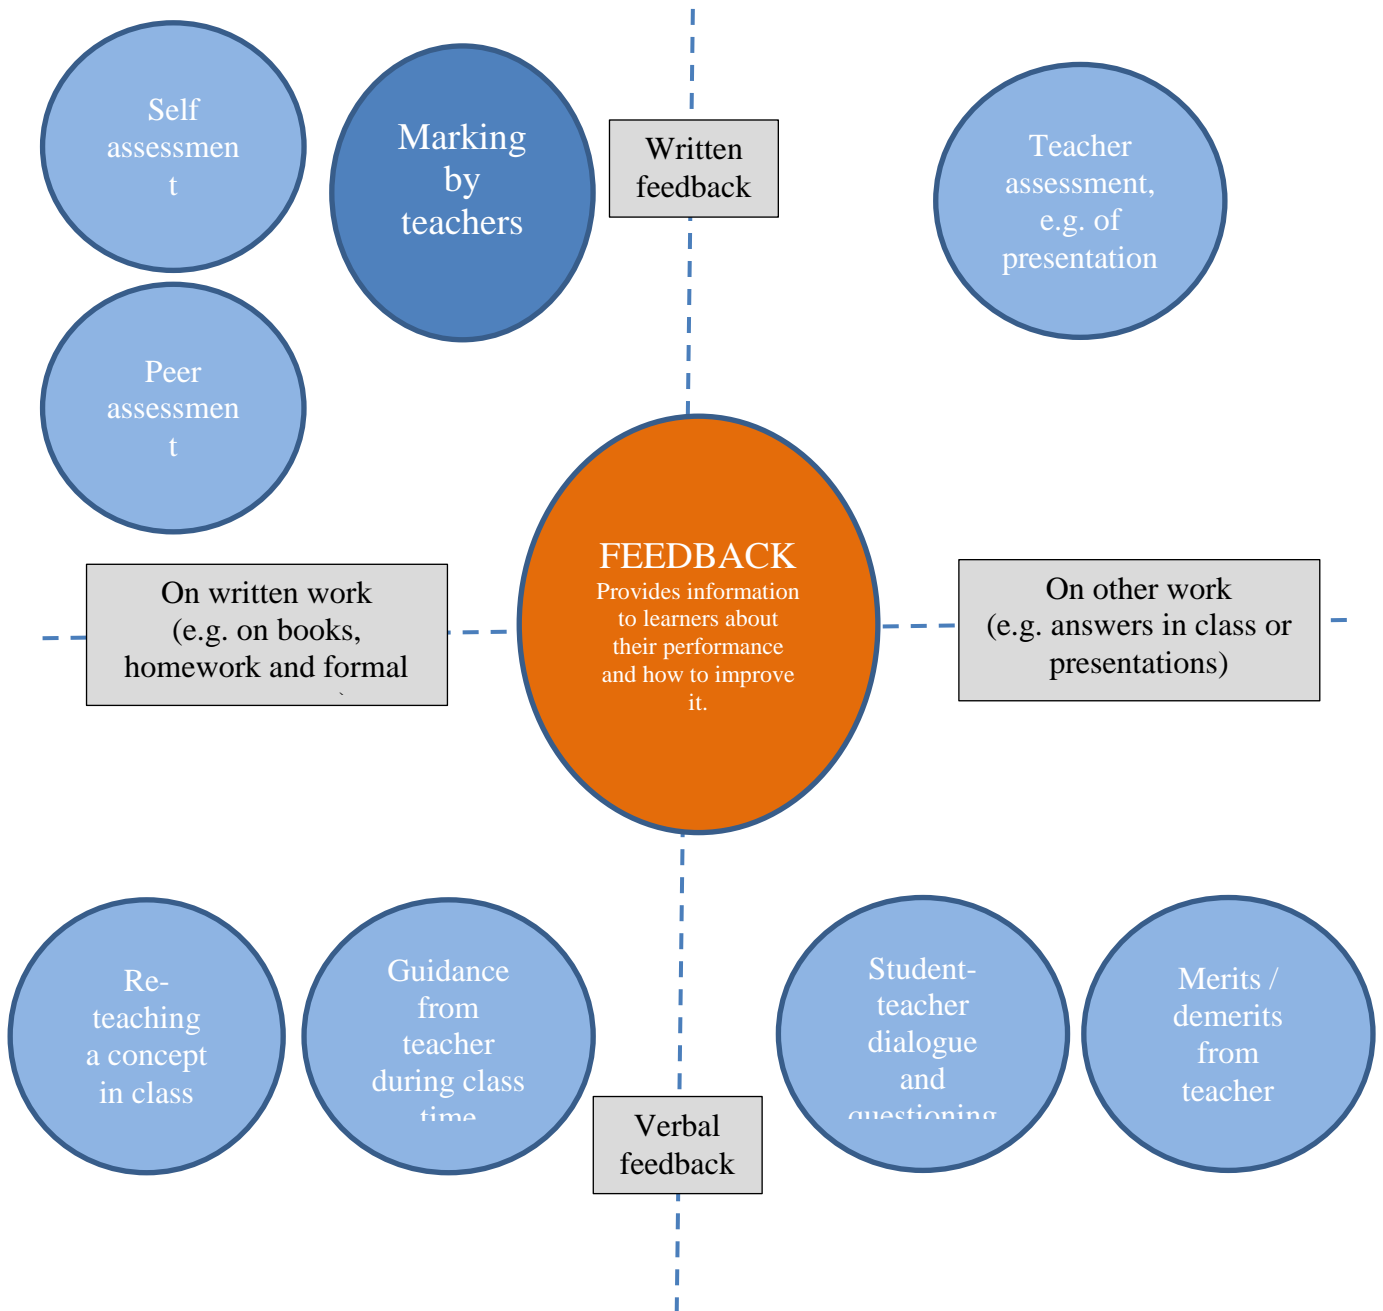 Self
assessmen
t
Marking
by
teachers
Written
feedback
Teacher
assessment,
e.g. of
presentation
Peer
assessmen
t
FEEDBACK
Provides information
to learners about
their performance
and how to improve
it.
On written work
(e.g. on books,
homework and formal
On other work
(e.g. answers in class or
presentations)
Re-
teaching
a concept
in class
Guidance
from
teacher
during class
time
Student-
teacher
dialogue
and
questioning
Merits /
demerits
from
teacher
Verbal
feedback